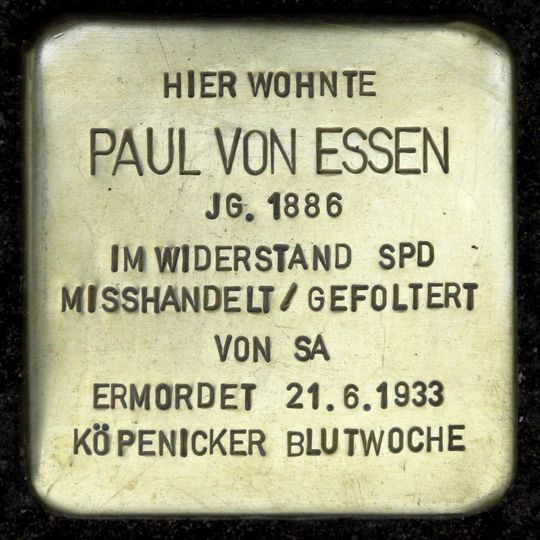 HIER WOHNTE
PAUL VON ESSEN
JG. 1886
IM WIDERSTAND SPD
MISSHANDELT/GEFOLTERT
VON SA
ERMORDET 21.6.1933
KÖPENICKER BLUTWOCHE